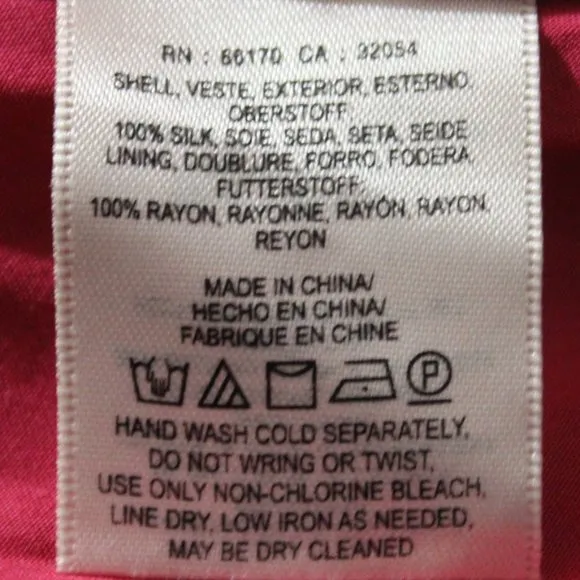 RN : 66170 CA : 32054
SHELL, VESTE, EXTERIOR, ESTERNO,
OBERSTOFF:
100% SILK, SOIE, SEDA, SETA, SEIDE
LINING, DOUBLURE, FORRO, FODERA,
FUTTERSTOFF:
100% RAYON, RAYONNE, RAYÓN, RAYON,
REYON
MADE IN CHINA/
HECHO EN CHINA/
FABRIQUE EN CHINE
P
HAND WASH COLD SEPARATELY,
DO NOT WRING OR TWIST,
USE ONLY NON-CHLORINE BLEACH,
LINE DRY, LOW IRON AS NEEDED,
MAY BE DRY CLEANED